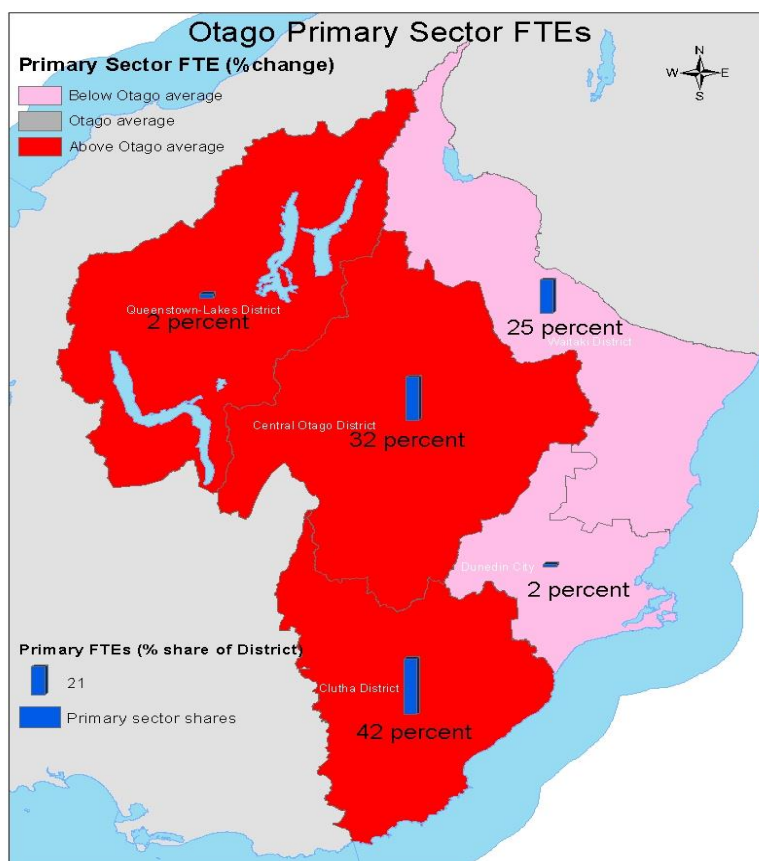 Otago Primary Sector FTEs
Primary Sector FTE (%change)
Below Otago average
Otago average
Above Otago average
N
W E
S
Queenstown-Lakes District
2 percent
25 percent
Waitaki District
Central Otago District
32 percent
Dunedin City
2 percent
Primary FTEs (% share of District)
21
Primary sector shares
Clutha District
42 percent